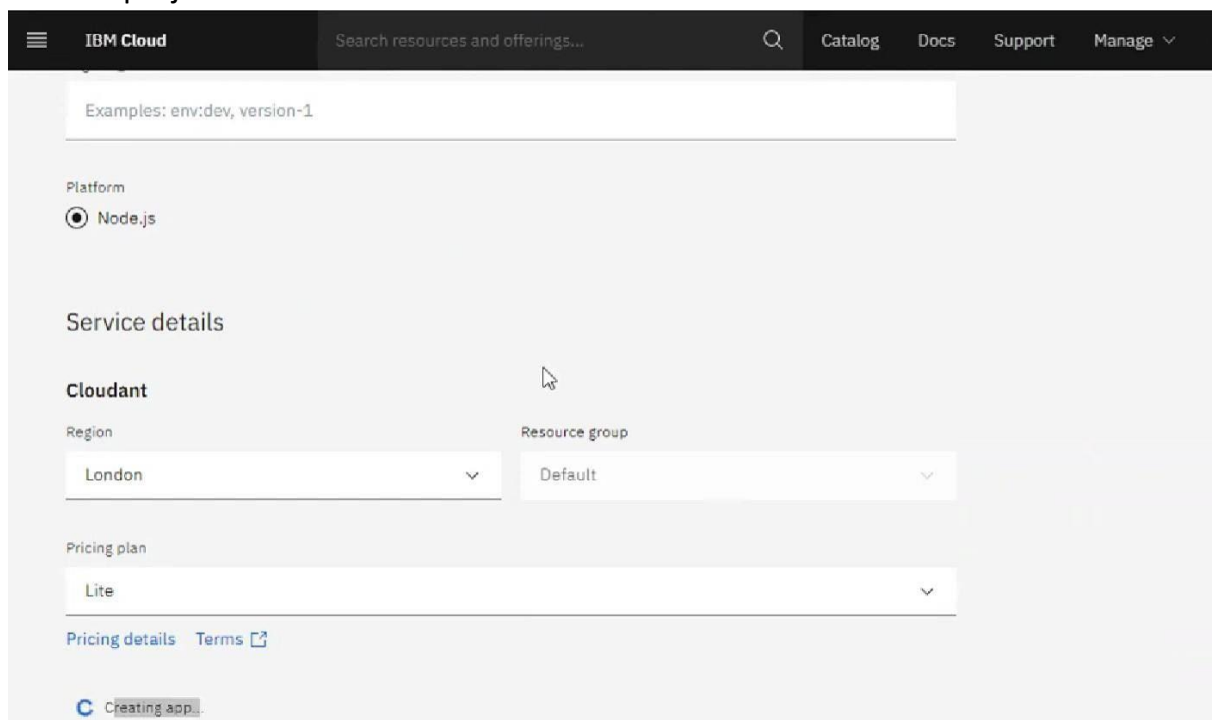 IBM Cloud Search resources and offerings... Catalog Docs Support Manage
Examples: env:dev, version-1
Platform
Node.js
Service details
Cloudant
Region Resource group
London Default
Pricing plan
Lite
Pricing details Terms
Creating app...